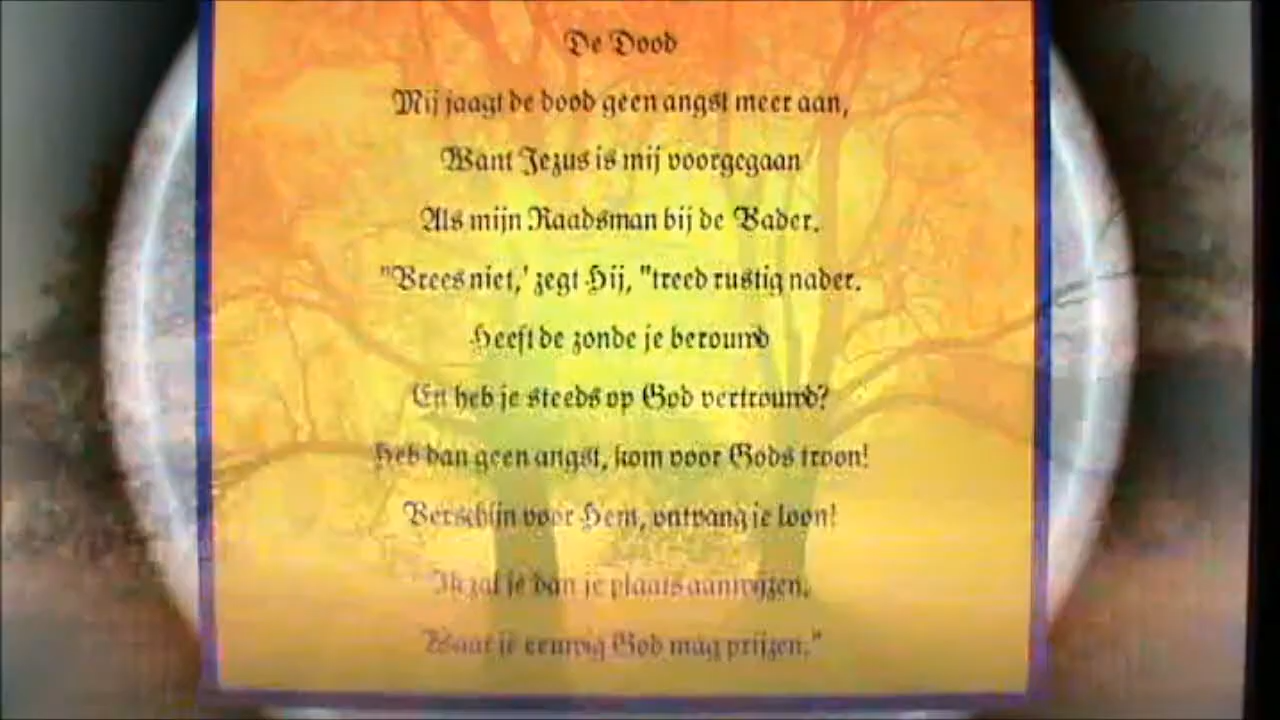 De Dood
Mij jaagt de dood geen angst meer aan,
Want Jezus is mij voorgegaan
Als mijn Raadsman bij de Vader.
"Vrees niet,' zegt Hij, "treed rustig nader.
Heeft de zonde je berouwd
En heb je steeds op God vertrouwd?
Heb dan geen angst, kom voor Gods troon!
Verschijn voor Hem, ontvang je loon!
Ik zal je dan je plaats aanwijzen,
Waar je eeuwig God mag prijzen."